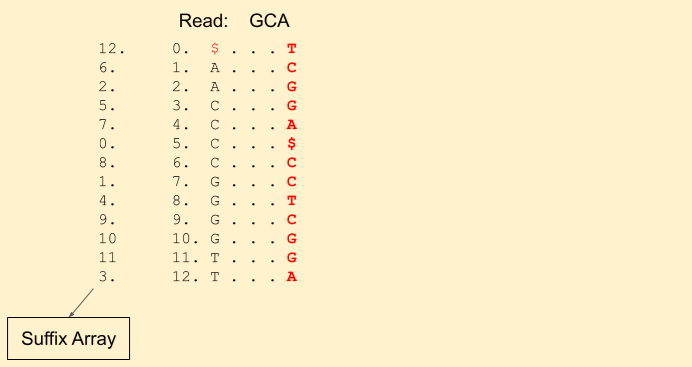 Read: GCA
12. 0. $ . . . T
6. 1. A . . . C
2. 2. A . . . G
5. 3. C . . . G
7. 4. C . . . A
0. 5. C . . . $
8. 6. C . . . C
1. 7. G . . . C
4. 8. G . . . T
9. 9. G . . . C
10 10. G . . . G
11 11. T . . . G
3. 12. T . . . A
Suffix Array